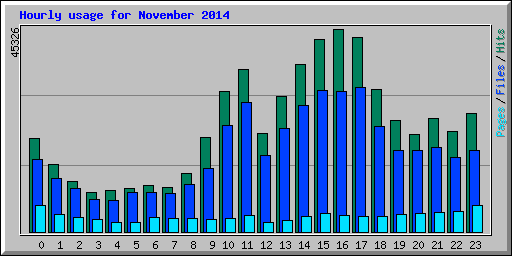 Hourly usage for November 2014
45326
Pages/Files/Hits
0 1 2 3 4 5 6 7 8 9 10 11 12 13 14 15 16 17 18 19 20 21 22 23